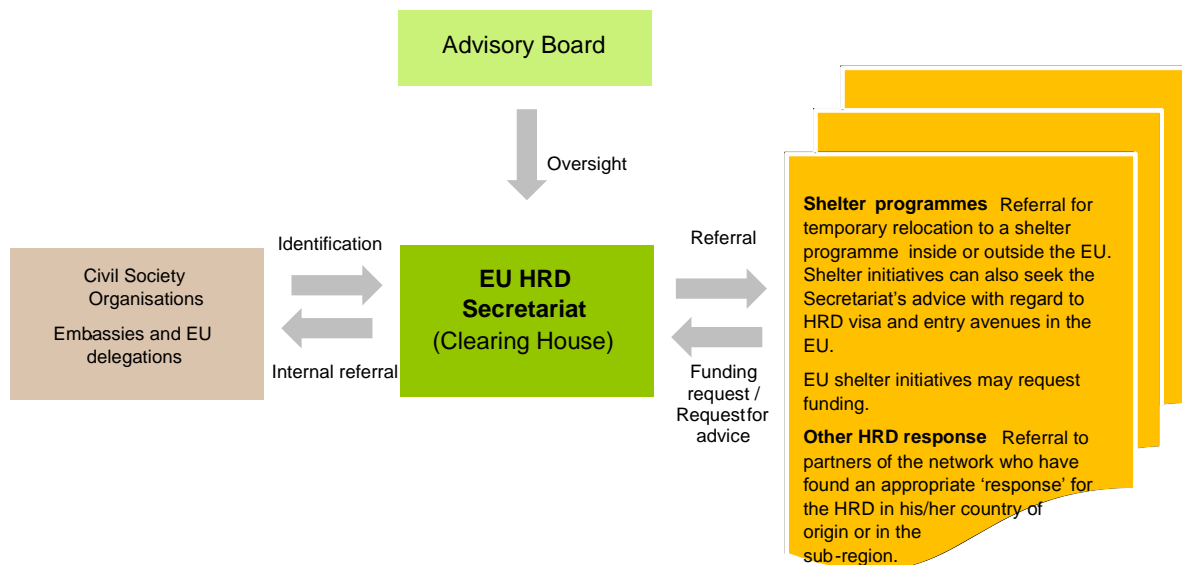 Advisory Board
Oversight
Identification
Civil Society
Organisations
Embassies and EU
delegations
Internal referral
EU HRD
Secretariat
(Clearing House)
Referral
Funding
request /
Request for
advice
Shelter programmes Referral for
temporary relocation to a shelter
programme inside or outside the EU.
Shelter initiatives can also seek the
Secretariat’s advice with regard to
HRD visa and entry avenues in the
EU.
EU shelter initiatives may request
funding.
Other HRD response Referral to
partners of the network who have
found an appropriate ‘response’ for
the HRD in his/her country of
origin or in the
sub-region.